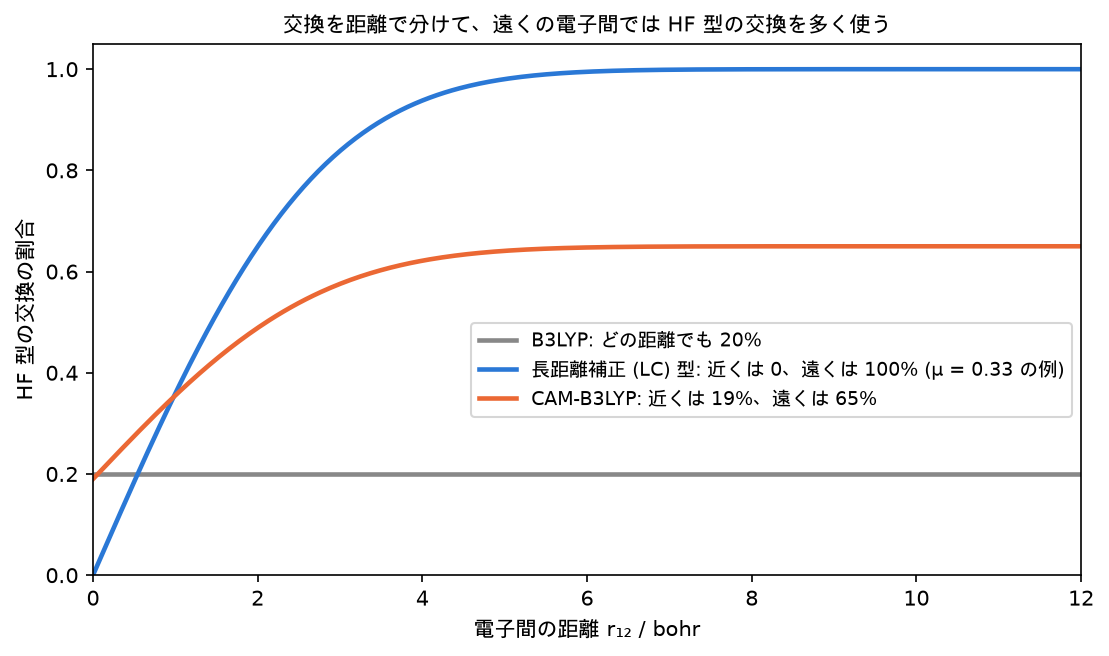 交換を距離で分けて、遠くの電子間では HF 型の交換を多く使う
HF 型の交換の割合
1.0
0.8
0.6
0.4
0.2
0.0
B3LYP: どの距離でも 20%
長距離補正 (LC) 型: 近くは 0、遠くは 100% (μ = 0.33 の例)
CAM-B3LYP: 近くは 19%、遠くは 65%
0 2 4 6 8 10 12
電子間の距離 r₁₂ / bohr